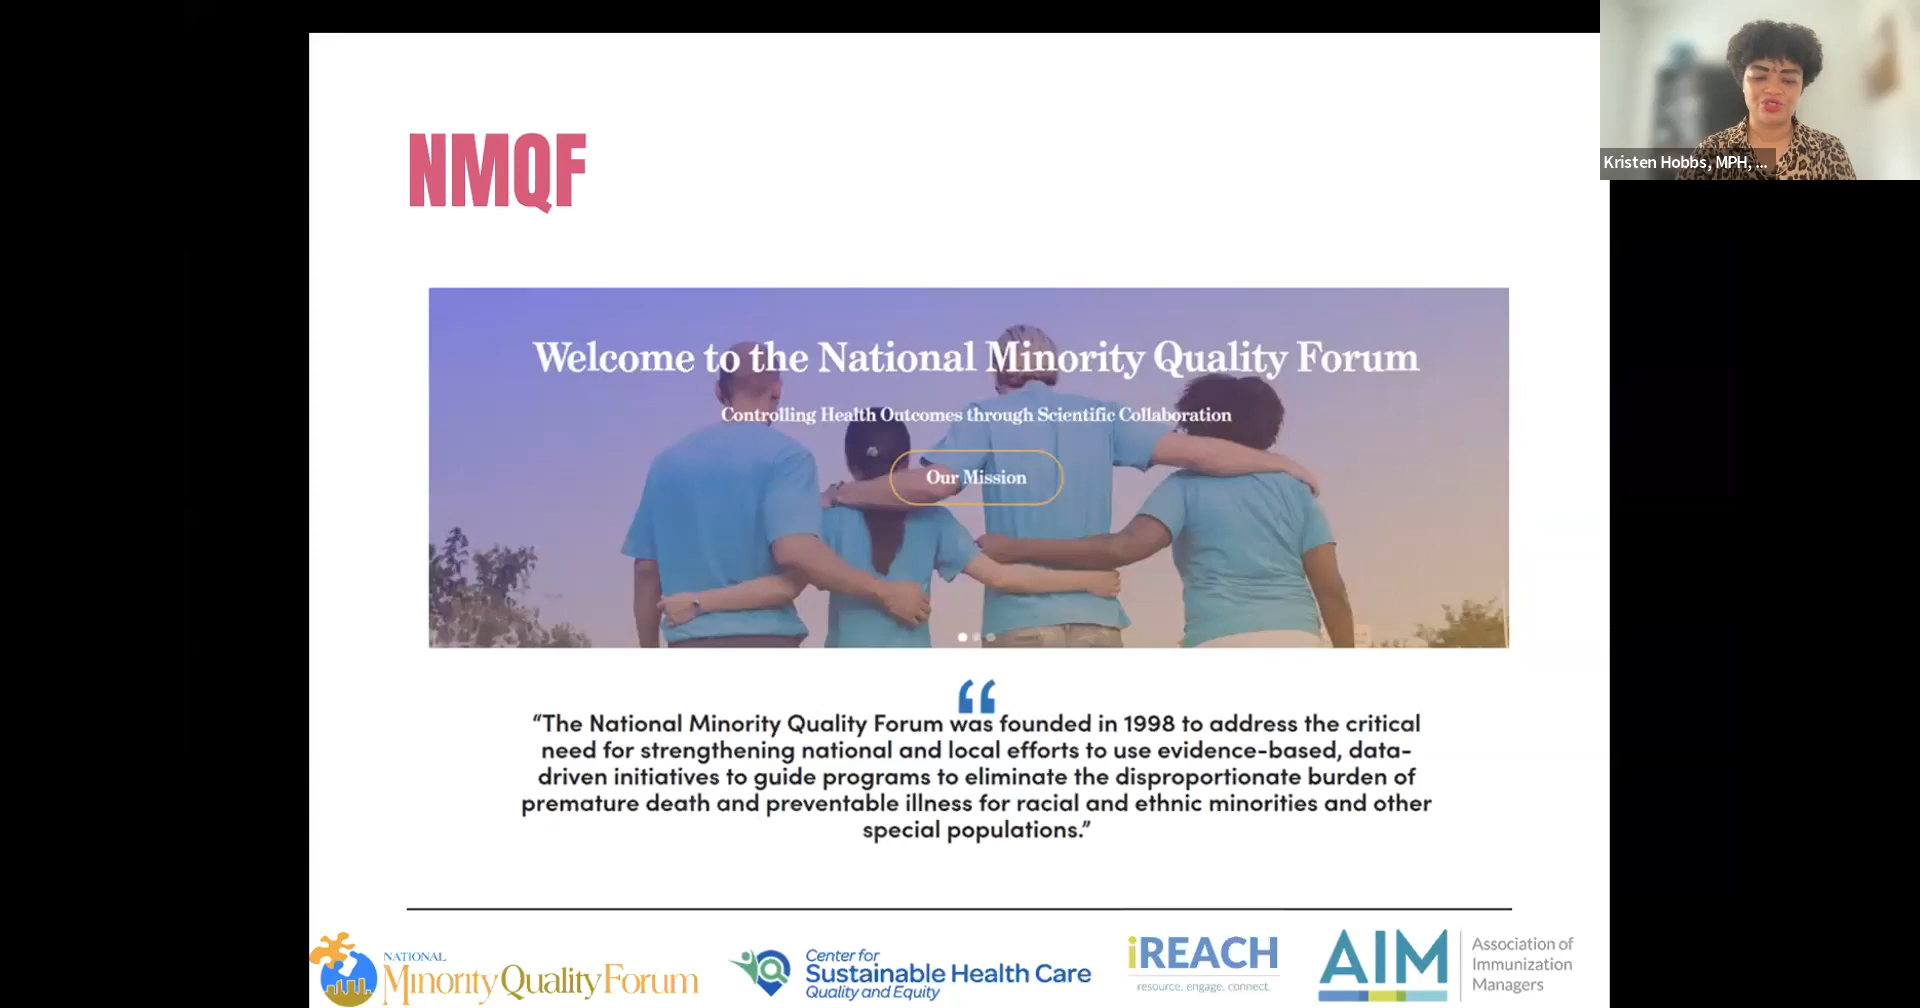 Kristen Hobbs, MPH, ...
NMQF
Welcome to the National Minority Quality Forum
Controlling Health Outcomes through Scientific Collaboration
Our Mission
“
“The National Minority Quality Forum was founded in 1998 to address the critical
need for strengthening national and local efforts to use evidence-based, data-
driven initiatives to guide programs to eliminate the disproportionate burden of
premature death and preventable illness for racial and ethnic minorities and other
special populations.”
NATIONAL
Minority Quality Forum
Center for
Sustainable Health Care
Quality and Equity
iREACH
resource. engage. connect.
AIM
Association of
Immunization
Managers